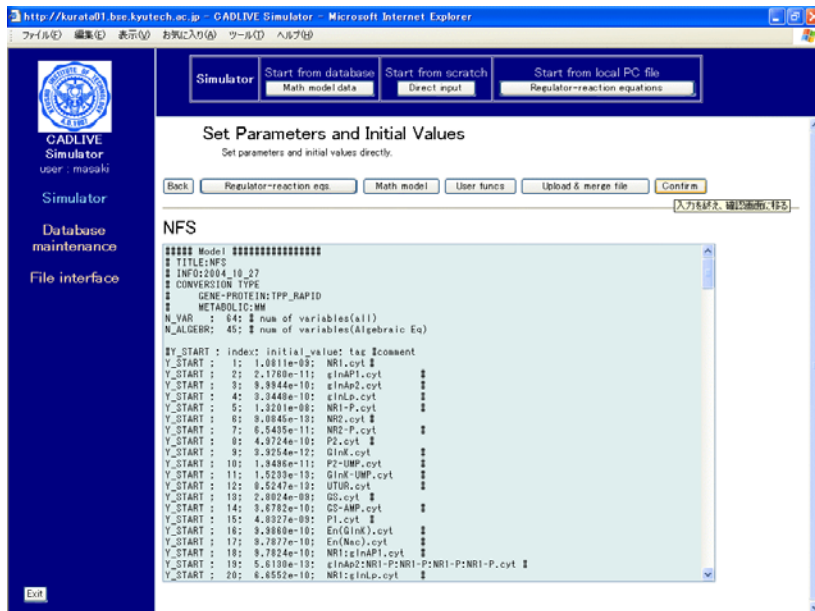 http://kurata01.bse.kyutech.ac.jp - CADLIVE Simulator - Microsoft Internet Explorer
ファイル(F) 編集(E) 表示(V) お気に入り(A) ツール(T) ヘルプ(H)
Simulator
Start from database
Math model data
Start from scratch
Direct input
Start from local PC file
Regulator-reaction equations
CADLIVE
Simulator
user : masaki
Simulator
Database
maintenance
File interface
Exit
Set Parameters and Initial Values
Set parameters and initial values directly.
Back Regulator-reaction eqs. Math model User funcs Upload & merge file Confirm
入力を終え、確認画面に移る
NFS
##### Model ################
# TITLE:NFS
# INFO:2004_10_27
# CONVERSION TYPE
# GENE-PROTEIN:TPP_RAPID
# METABOLIC:MM
N_VAR : 64; # num of variables(all)
N_ALGEBR: 45; # num of variables(Algebraic Eq)
#Y_START : index: initial_value: tag #comment
Y_START : 1; 1.0811e-09; NR1.cyt #
Y_START : 2; 2.1760e-11; glnAP1.cyt #
Y_START : 3; 9.9944e-10; glnAp2.cyt #
Y_START : 4; 3.3448e-10; glnLp.cyt #
Y_START : 5; 1.3201e-08; NR1-P.cyt #
Y_START : 6; 9.0845e-13; NR2.cyt #
Y_START : 7; 6.5435e-11; NR2-P.cyt #
Y_START : 8; 4.9724e-10; P2.cyt #
Y_START : 9; 3.9254e-12; GlnK.cyt #
Y_START : 10; 1.9496e-11; P2-UMP.cyt #
Y_START : 11; 1.5233e-13; GlnK-UMP.cyt #
Y_START : 12; 8.5247e-13; UTUR.cyt #
Y_START : 13; 2.8024e-09; GS.cyt #
Y_START : 14; 3.6782e-10; GS-AMP.cyt #
Y_START : 15; 4.8327e-09; P1.cyt #
Y_START : 16; 9.9860e-10; En(GlnK).cyt #
Y_START : 17; 9.7877e-10; En(Nac).cyt #
Y_START : 18; 9.7824e-10; NR1:glnAP1.cyt #
Y_START : 19; 5.6130e-13; glnAp2:NR1-P:NR1-P:NR1-P:NR1-P.cyt #
Y_START : 20; 6.6552e-10; NR1:glnLp.cyt #